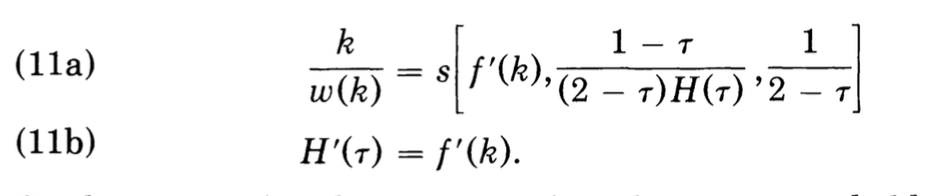 (11a) k/w(k) = s[f′(k), (1 − τ)/((2 − τ)H(τ)), 1/(2 − τ)]
(11b) H′(τ) = f′(k).